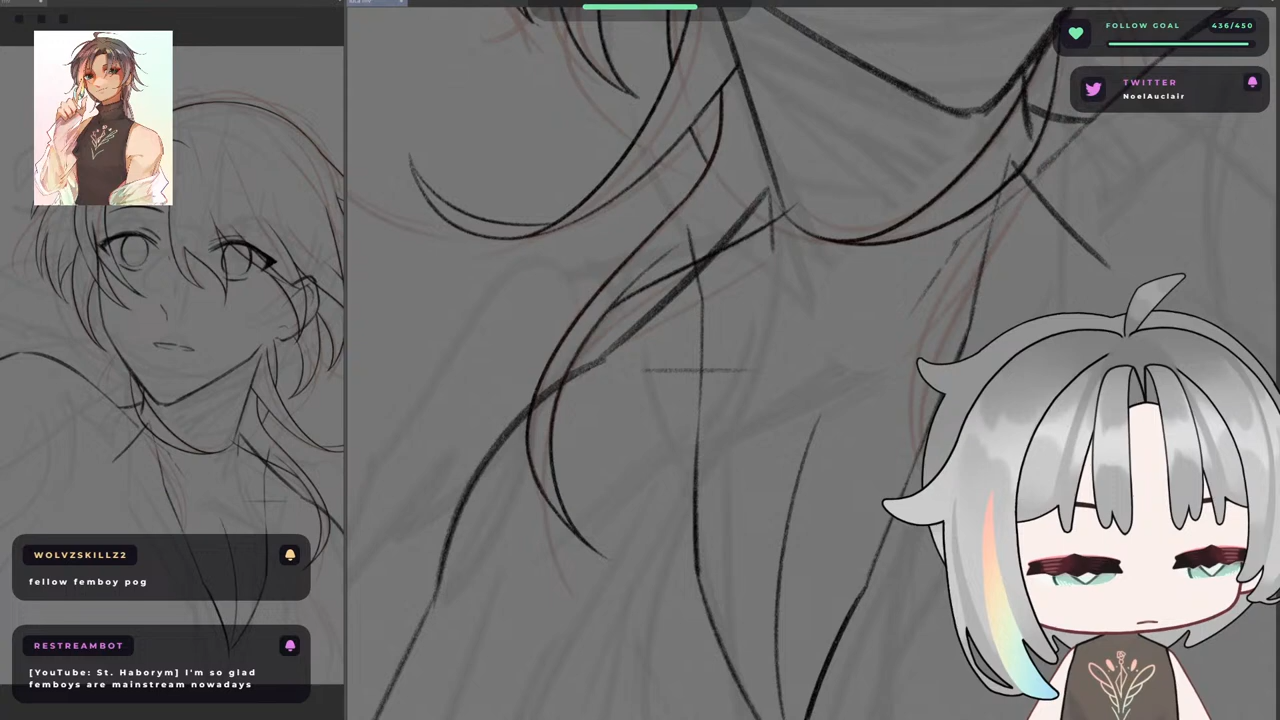 FOLLOW GOAL 436/450
TWITTER
NoelAuclair
WOLVZSKILLZ2
fellow femboy pog
RESTREAMBOT
[YouTube: St. Haborym] I'm so glad
femboys are mainstream nowadays